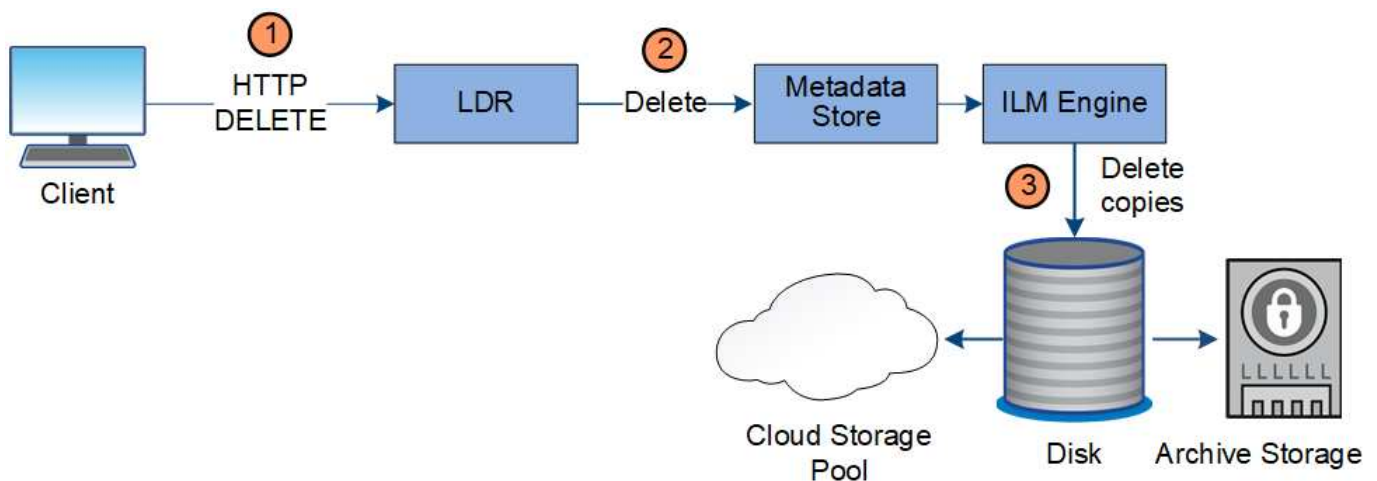 1
HTTP
DELETE
LDR
2
Delete
Metadata
Store
ILM Engine
Client
3
Delete
copies
LLLLLL
Cloud Storage
Pool
Disk
Archive Storage